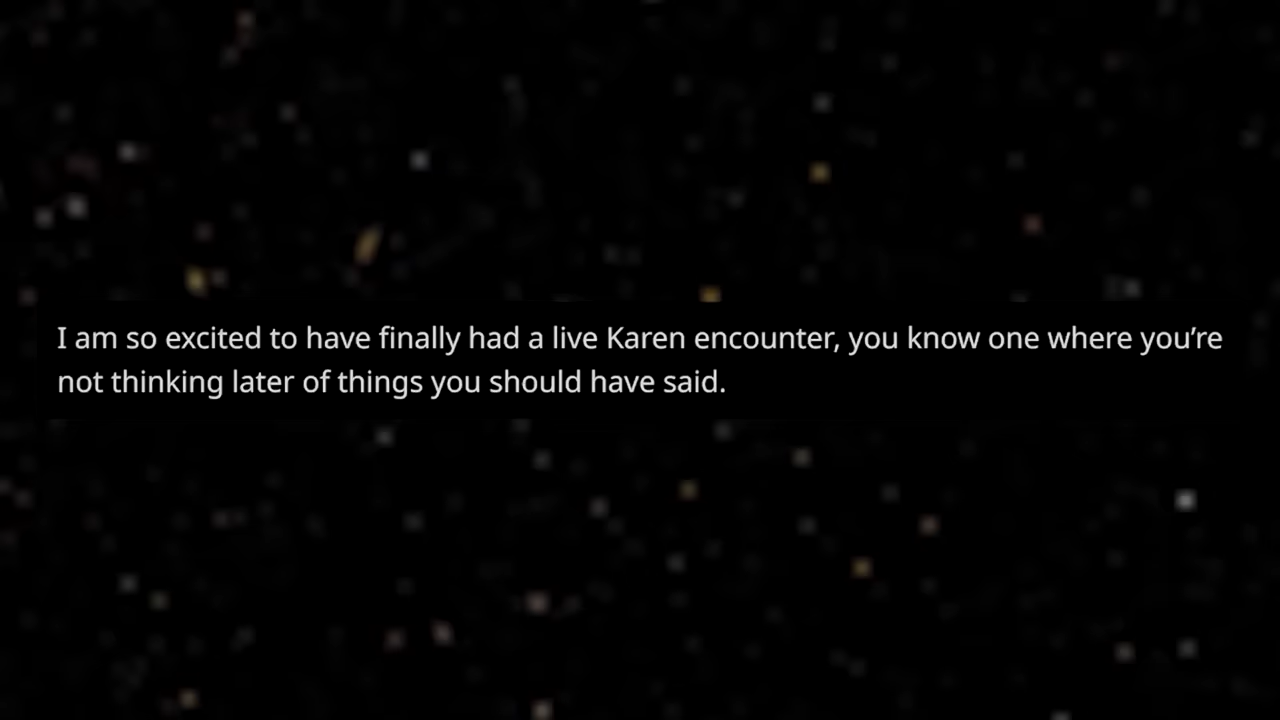 I am so excited to have finally had a live Karen encounter, you know one where you’re
not thinking later of things you should have said.